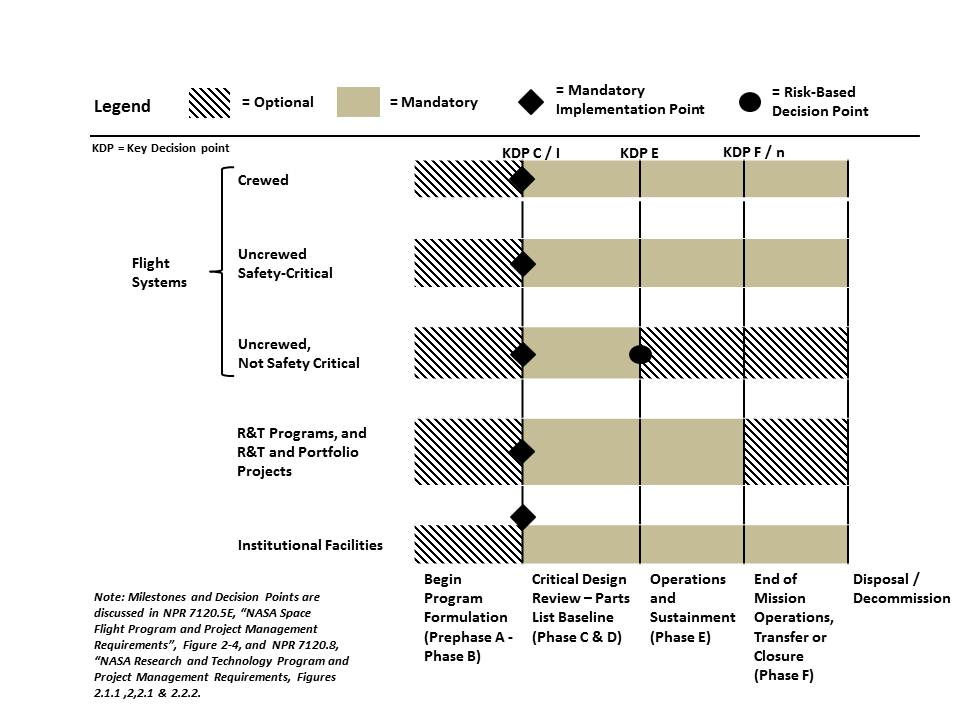 Legend
= Optional
= Mandatory
= Mandatory
Implementation Point
= Risk-Based
Decision Point
KDP = Key Decision point
KDP C / I
KDP E
KDP F / n
Crewed
Flight
Systems
Uncrewed
Safety-Critical
Uncrewed,
Not Safety Critical
R&T Programs, and
R&T and Portfolio
Projects
Institutional Facilities
Begin
Program
Formulation
(Prephase A -
Phase B)
Critical Design
Review – Parts
List Baseline
(Phase C & D)
Operations
and
Sustainment
(Phase E)
End of
Mission
Operations,
Transfer or
Closure
(Phase F)
Disposal /
Decommission
Note: Milestones and Decision Points are
discussed in NPR 7120.5E, “NASA Space
Flight Program and Project Management
Requirements”, Figure 2-4, and NPR 7120.8,
“NASA Research and Technology Program and
Project Management Requirements, Figures
2.1.1 ,2,2.1 & 2.2.2.